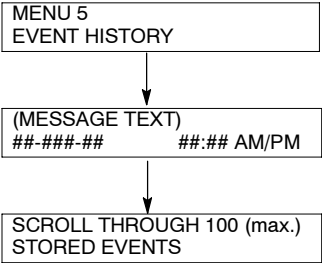 MENU 5
EVENT HISTORY
(MESSAGE TEXT)
##-###-## ##:## AM/PM
SCROLL THROUGH 100 (max.)
STORED EVENTS